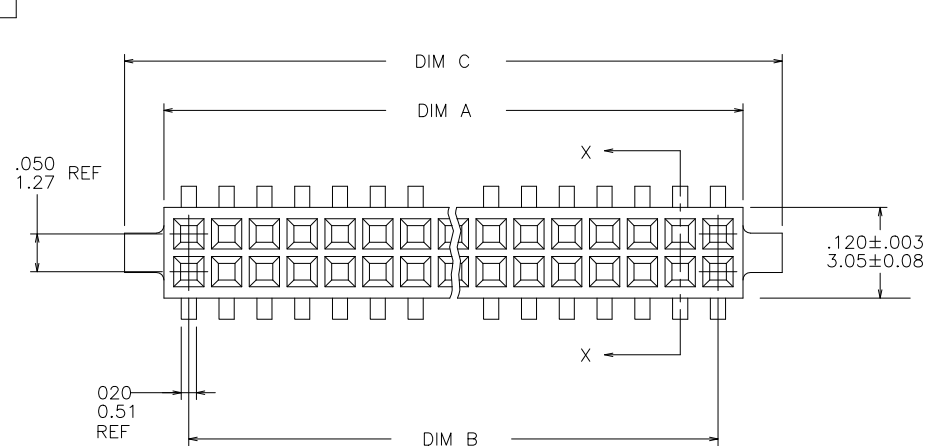 DIM C
DIM A
X
.050
1.27 REF
.120±.003
3.05±0.08
X
020
0.51
REF
DIM B